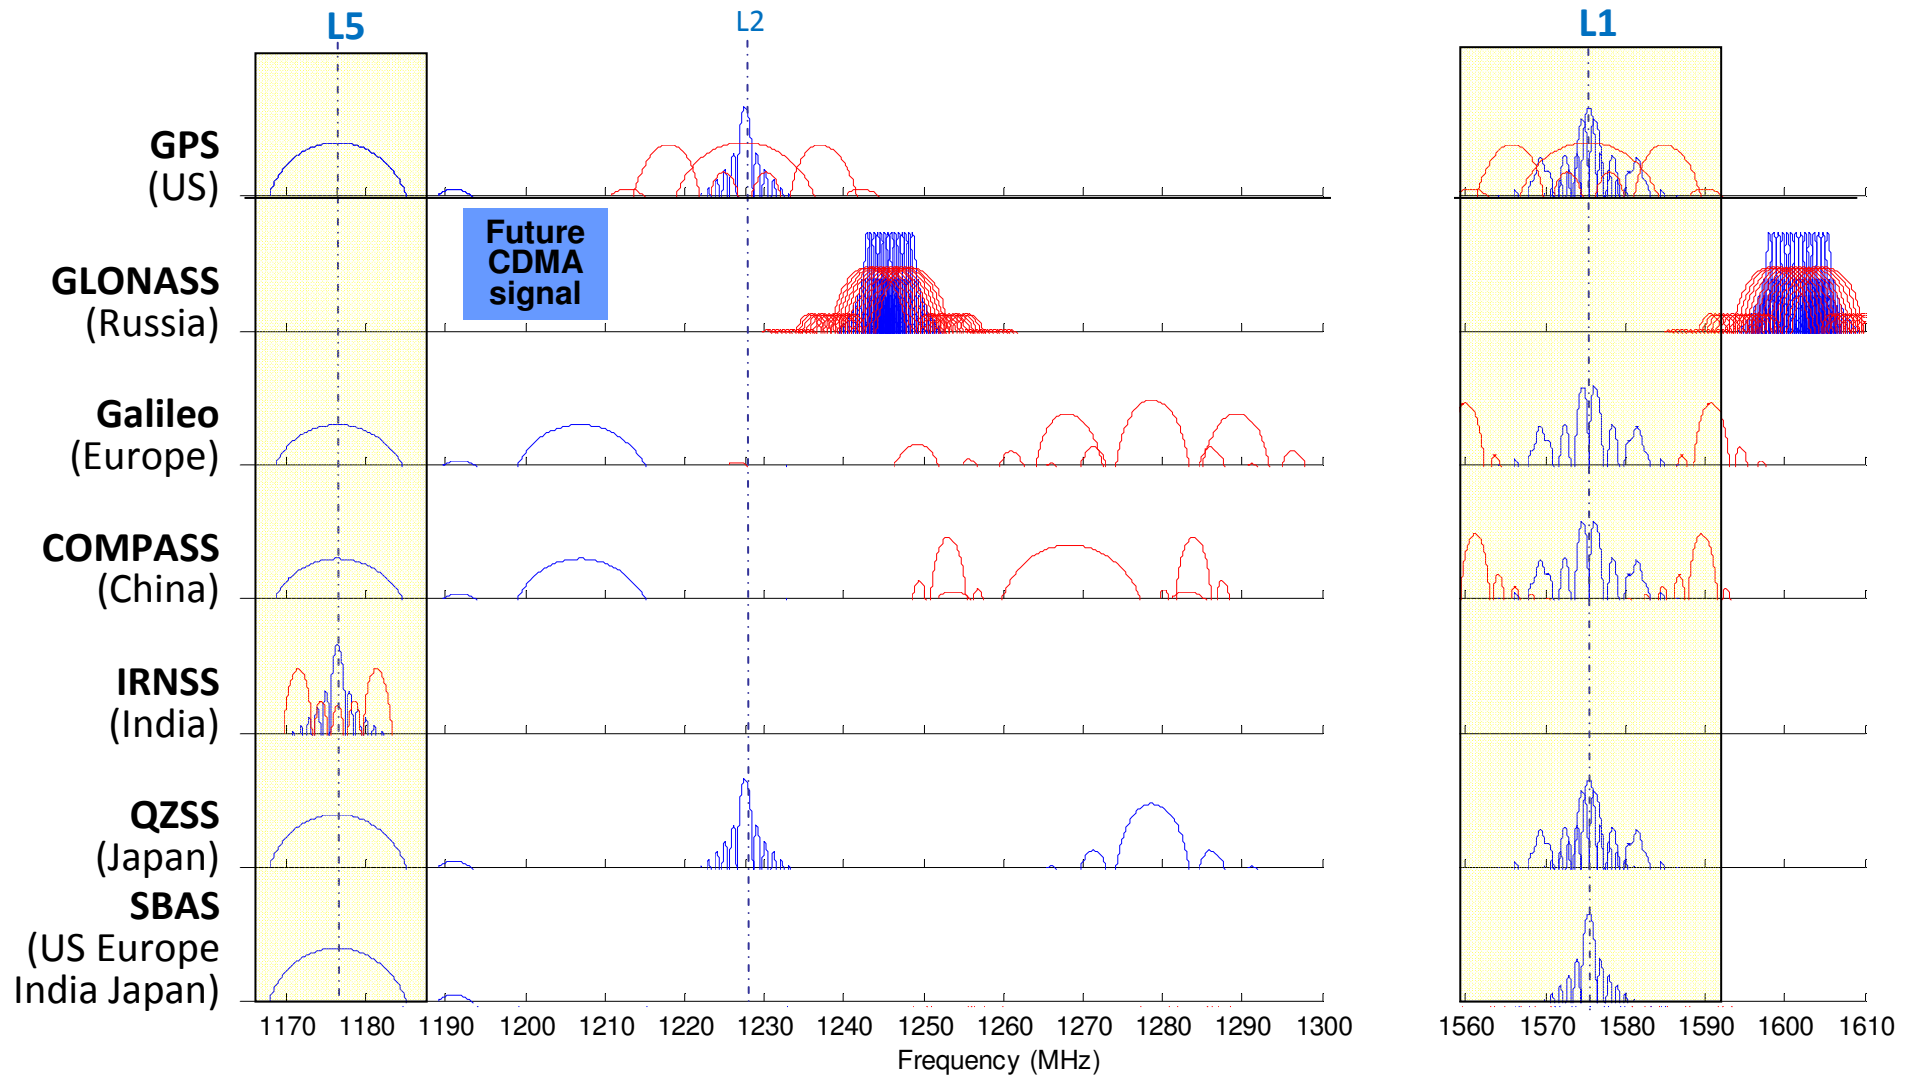 L5
L2
L1
GPS
(US)
Future
CDMA
signal
GLONASS
(Russia)
Galileo
(Europe)
COMPASS
(China)
IRNSS
(India)
QZSS
(Japan)
SBAS
(US Europe
India Japan)
1170 1180 1190 1200 1210 1220 1230 1240 1250 1260 1270 1280 1290 1300 1560 1570 1580 1590 1600 1610
Frequency (MHz)